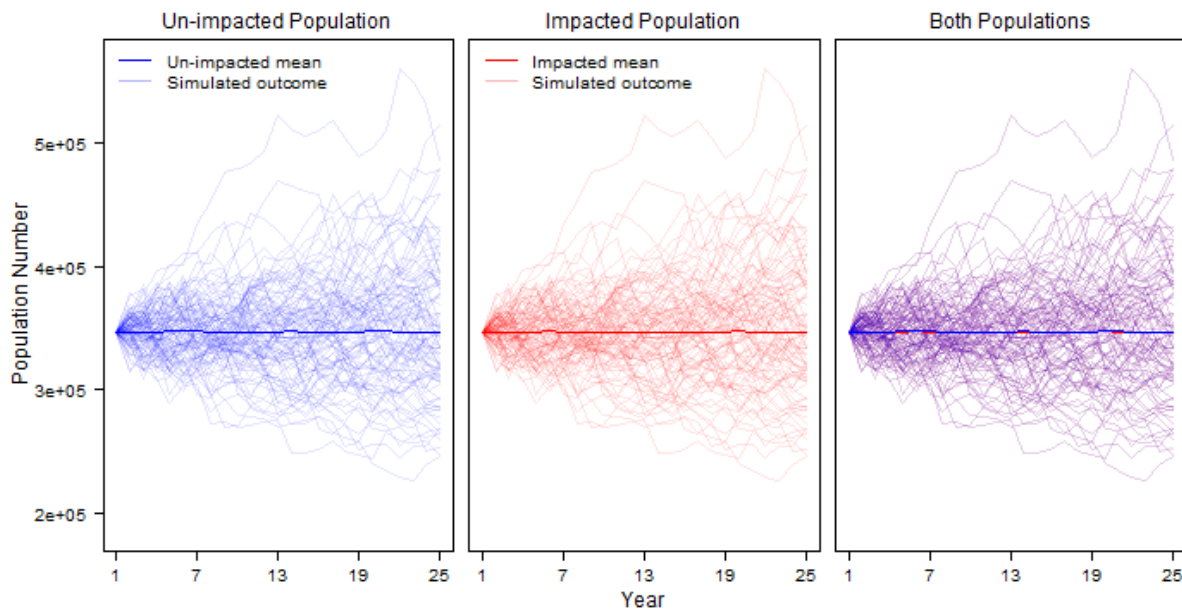 Un-impacted Population
Impacted Population
Both Populations
Un-impacted mean
Simulated outcome
Impacted mean
Simulated outcome
Population Number
5e+05
4e+05
3e+05
2e+05
1 7 13 19 25
1 7 13 19 25
1 7 13 19 25
Year